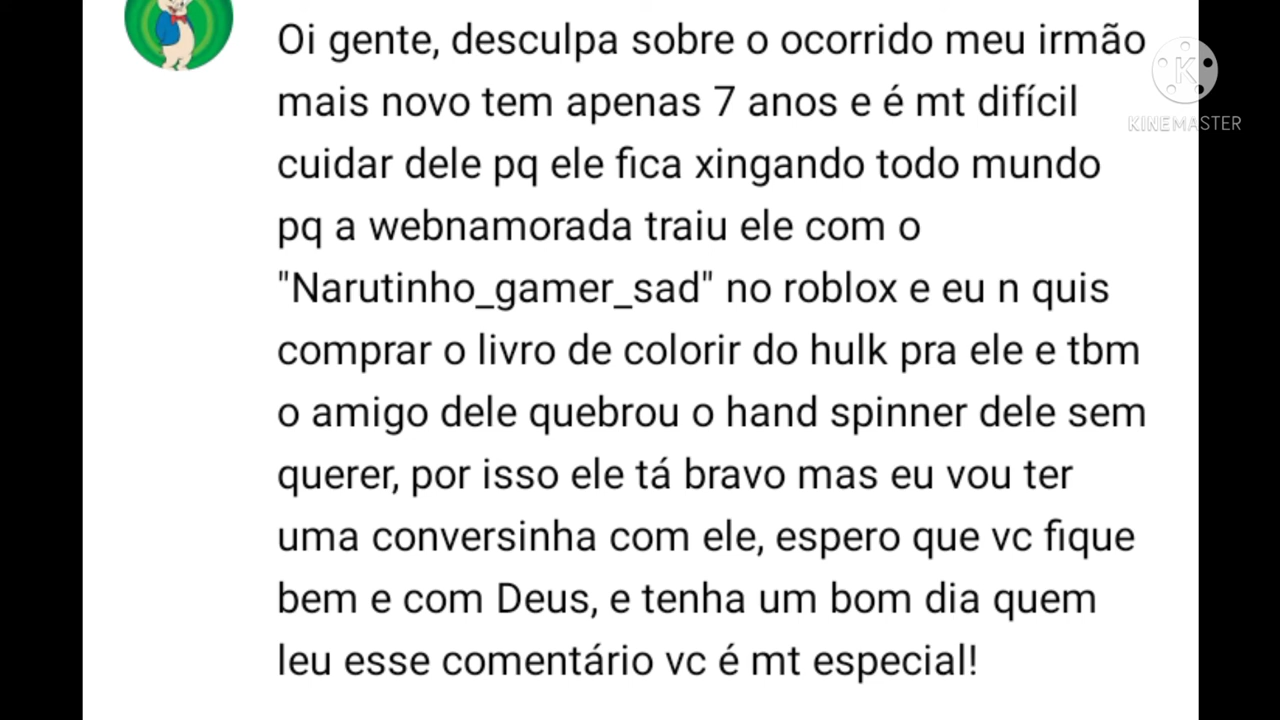 Oi gente, desculpa sobre o ocorrido meu irmão
mais novo tem apenas 7 anos e é mt difícil
cuidar dele pq ele fica xingando todo mundo
pq a webnamorada traiu ele com o
"Narutinho_gamer_sad" no roblox e eu n quis
comprar o livro de colorir do hulk pra ele e tbm
o amigo dele quebrou o hand spinner dele sem
querer, por isso ele tá bravo mas eu vou ter
uma conversinha com ele, espero que vc fique
bem e com Deus, e tenha um bom dia quem
leu esse comentário vc é mt especial!
K
KINEMASTER